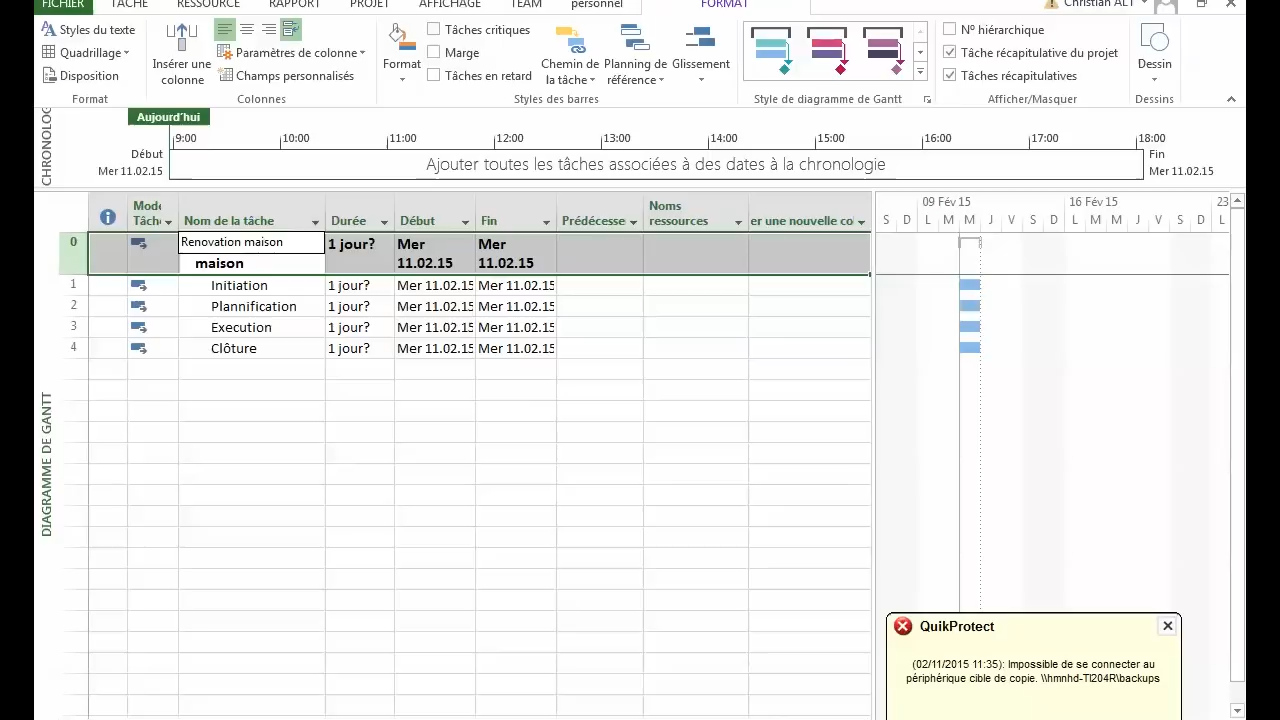 FICHIER TÂCHE RESSOURCE RAPPORT PROJET AFFICHAGE TEAM personnel FORMAT Christian ALT
Styles du texte
Quadrillage
Disposition
Format
Insérer une colonne
Paramètres de colonne
Champs personnalisés
Colonnes
Format
Tâches critiques
Marge
Tâches en retard
Chemin de la tâche
Planning de référence
Glissement
Styles des barres
Style de diagramme de Gantt
Nº hiérarchique
Tâche récapitulative du projet
Tâches récapitulatives
Afficher/Masquer
Dessin
Dessins
CHRONOLOG
Aujourd'hui
9:00 10:00 11:00 12:00 13:00 14:00 15:00 16:00 17:00 18:00
Début
Mer 11.02.15
Ajouter toutes les tâches associées à des dates à la chronologie
Fin
Mer 11.02.15
DIAGRAMME DE GANTT
Mode Tâche Nom de la tâche Durée Début Fin Prédécesse Noms ressources er une nouvelle co
09 Fév 15 16 Fév 15 23
S D L M M J V S D L M M J V S D L
0 Renovation maison 1 jour? Mer 11.02.15 Mer 11.02.15
maison
1 Initiation 1 jour? Mer 11.02.15 Mer 11.02.15
2 Plannification 1 jour? Mer 11.02.15 Mer 11.02.15
3 Execution 1 jour? Mer 11.02.15 Mer 11.02.15
4 Clôture 1 jour? Mer 11.02.15 Mer 11.02.15
QuikProtect
(02/11/2015 11:35): Impossible de se connecter au
périphérique cible de copie. \\hmnhd-TI204R\backups